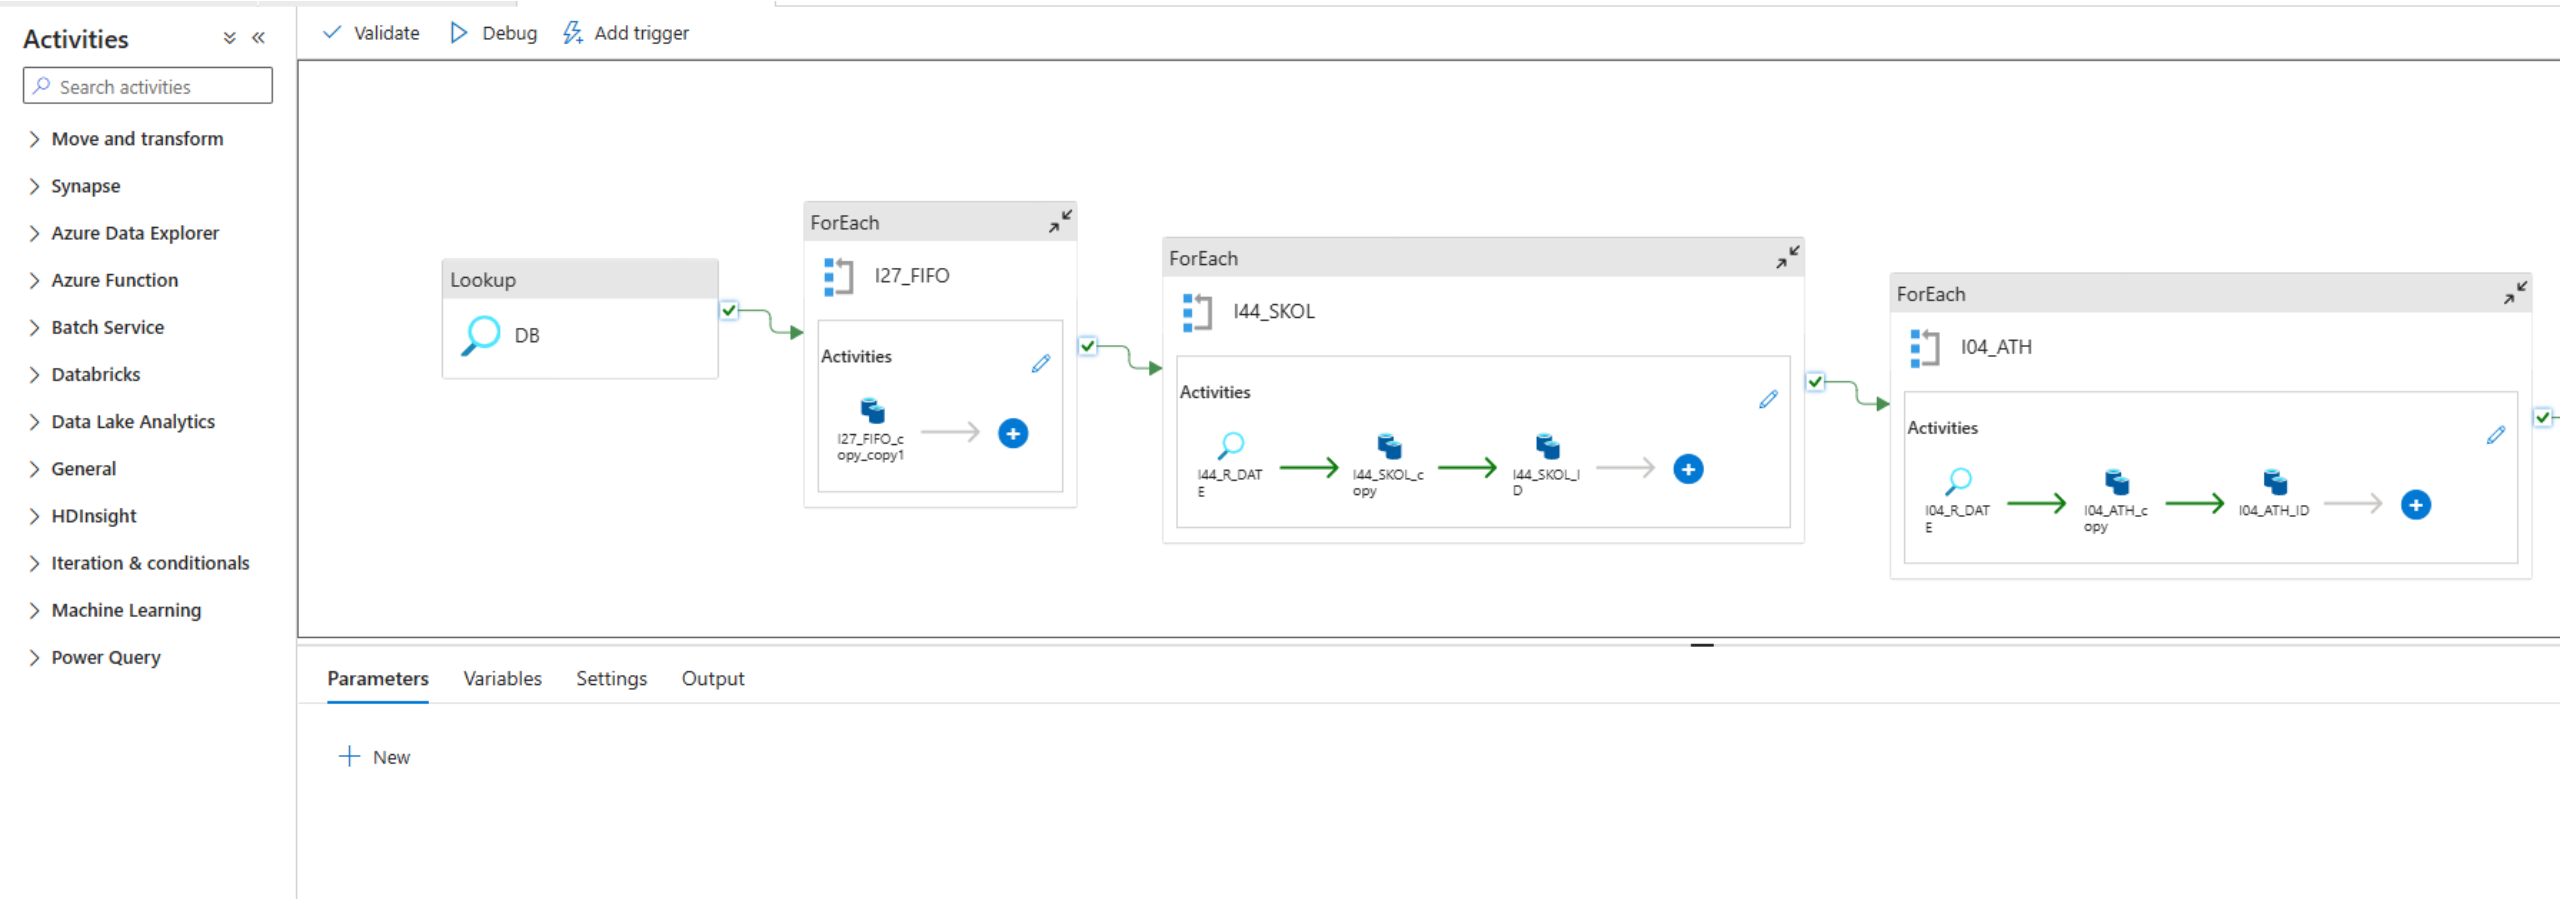 Activities
Search activities
Move and transform
Synapse
Azure Data Explorer
Azure Function
Batch Service
Databricks
Data Lake Analytics
General
HDInsight
Iteration & conditionals
Machine Learning
Power Query
Validate
Debug
Add trigger
Lookup
DB
ForEach
I27_FIFO
Activities
I27_FIFO_c
opy_copy1
ForEach
I44_SKOL
Activities
I44_R_DAT
E
I44_SKOL_c
opy
I44_SKOL_I
D
ForEach
I04_ATH
Activities
I04_R_DAT
E
I04_ATH_c
opy
I04_ATH_ID
Parameters
Variables
Settings
Output
New